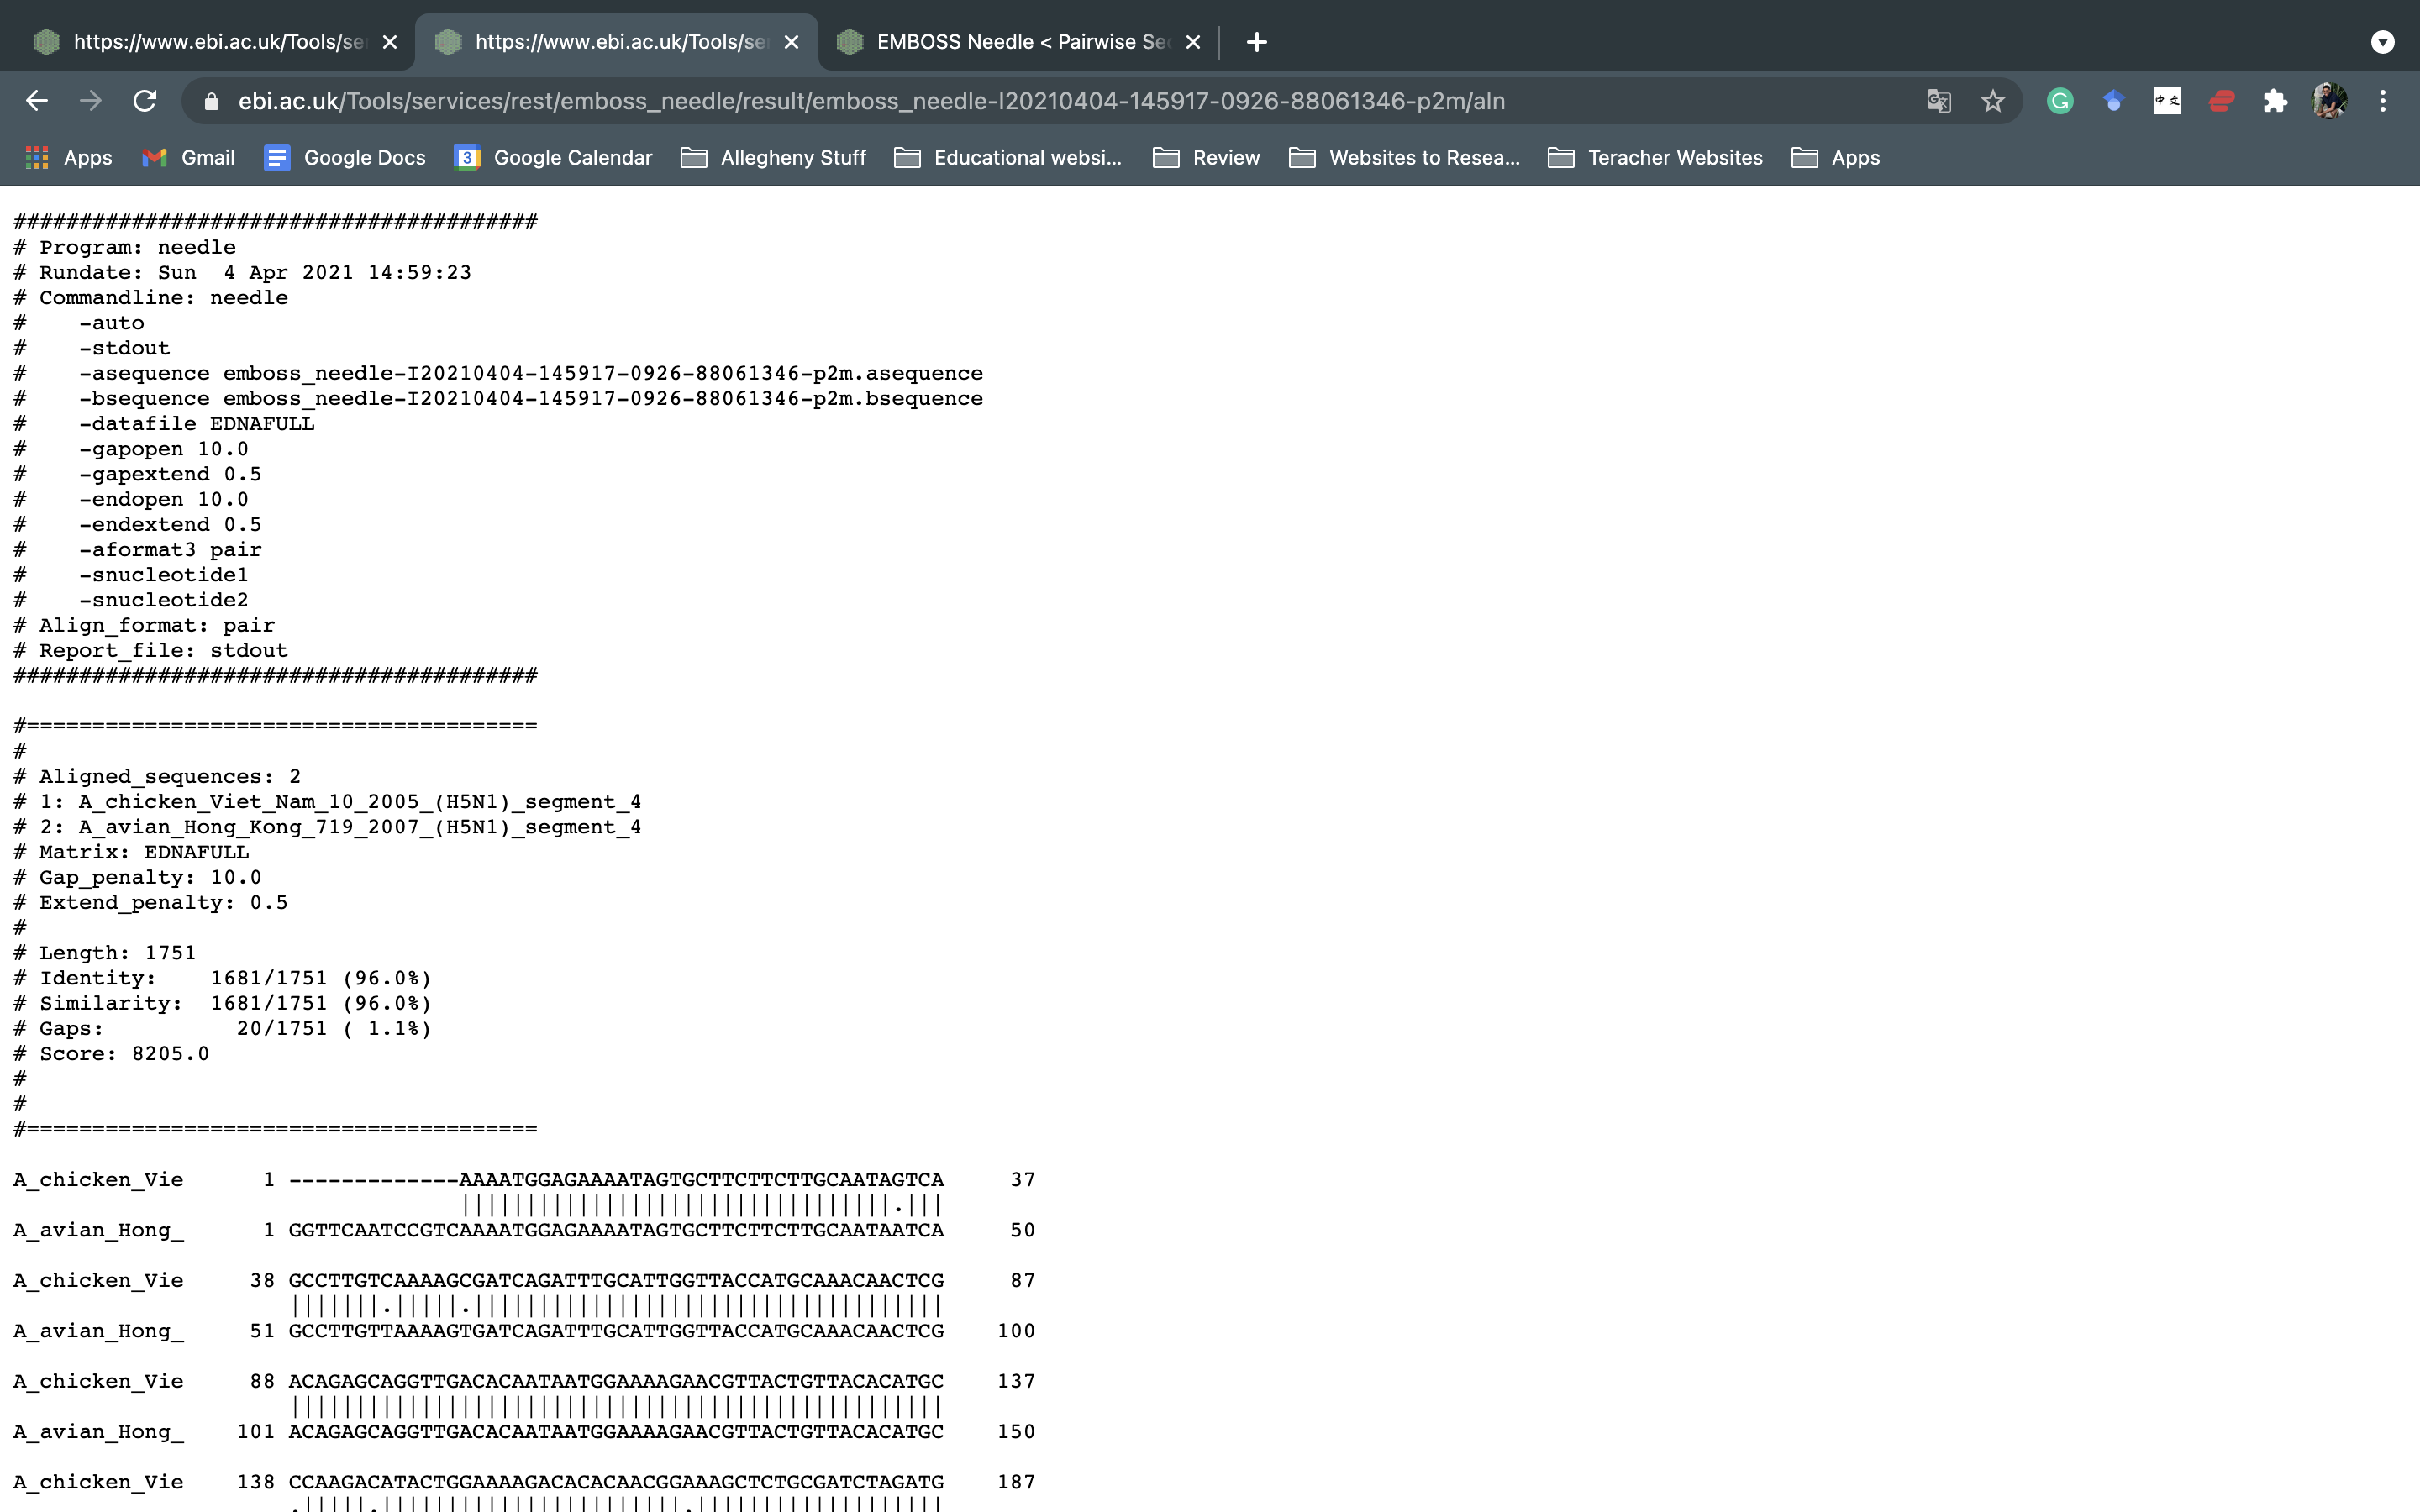 https://www.ebi.ac.uk/Tools/se
https://www.ebi.ac.uk/Tools/se
EMBOSS Needle < Pairwise Se
ebi.ac.uk/Tools/services/rest/emboss_needle/result/emboss_needle-I20210404-145917-0926-88061346-p2m/aln
Apps Gmail 3 Google Docs Google Calendar Allegheny Stuff Educational websi... Review Websites to Resea... Teracher Websites Apps
########################################
# Program: needle
# Rundate: Sun  4 Apr 2021 14:59:23
# Commandline: needle
#    -auto
#    -stdout
#    -asequence emboss_needle-I20210404-145917-0926-88061346-p2m.asequence
#    -bsequence emboss_needle-I20210404-145917-0926-88061346-p2m.bsequence
#    -datafile EDNAFULL
#    -gapopen 10.0
#    -gapextend 0.5
#    -endopen 10.0
#    -endextend 0.5
#    -aformat3 pair
#    -snucleotide1
#    -snucleotide2
# Align_format: pair
# Report_file: stdout
########################################
#=======================================
#
# Aligned_sequences: 2
# 1: A_chicken_Viet_Nam_10_2005_(H5N1)_segment_4
# 2: A_avian_Hong_Kong_719_2007_(H5N1)_segment_4
# Matrix: EDNAFULL
# Gap_penalty: 10.0
# Extend_penalty: 0.5
#
# Length: 1751
# Identity:    1681/1751 (96.0%)
# Similarity:  1681/1751 (96.0%)
# Gaps:          20/1751 ( 1.1%)
# Score: 8205.0
#
#
#=======================================
A_chicken_Vie      1 -------------AAAATGGAGAAAATAGTGCTTCTTCTTGCAATAGTCA     37
                                  |||||||||||||||||||||||||||||||||.|||
A_avian_Hong_      1 GGTTCAATCCGTCAAAATGGAGAAAATAGTGCTTCTTCTTGCAATAATCA     50
A_chicken_Vie     38 GCCTTGTCAAAAGCGATCAGATTTGCATTGGTTACCATGCAAACAACTCG     87
                     |||||||.|||||.||||||||||||||||||||||||||||||||||||
A_avian_Hong_     51 GCCTTGTTAAAAGTGATCAGATTTGCATTGGTTACCATGCAAACAACTCG    100
A_chicken_Vie     88 ACAGAGCAGGTTGACACAATAATGGAAAAGAACGTTACTGTTACACATGC    137
                     ||||||||||||||||||||||||||||||||||||||||||||||||||
A_avian_Hong_    101 ACAGAGCAGGTTGACACAATAATGGAAAAGAACGTTACTGTTACACATGC    150
A_chicken_Vie    138 CCAAGACATACTGGAAAAGACACACAACGGAAAGCTCTGCGATCTAGATG    187
                     .|||||.|||||||||||||||||||||||.|||||||||||||||||||